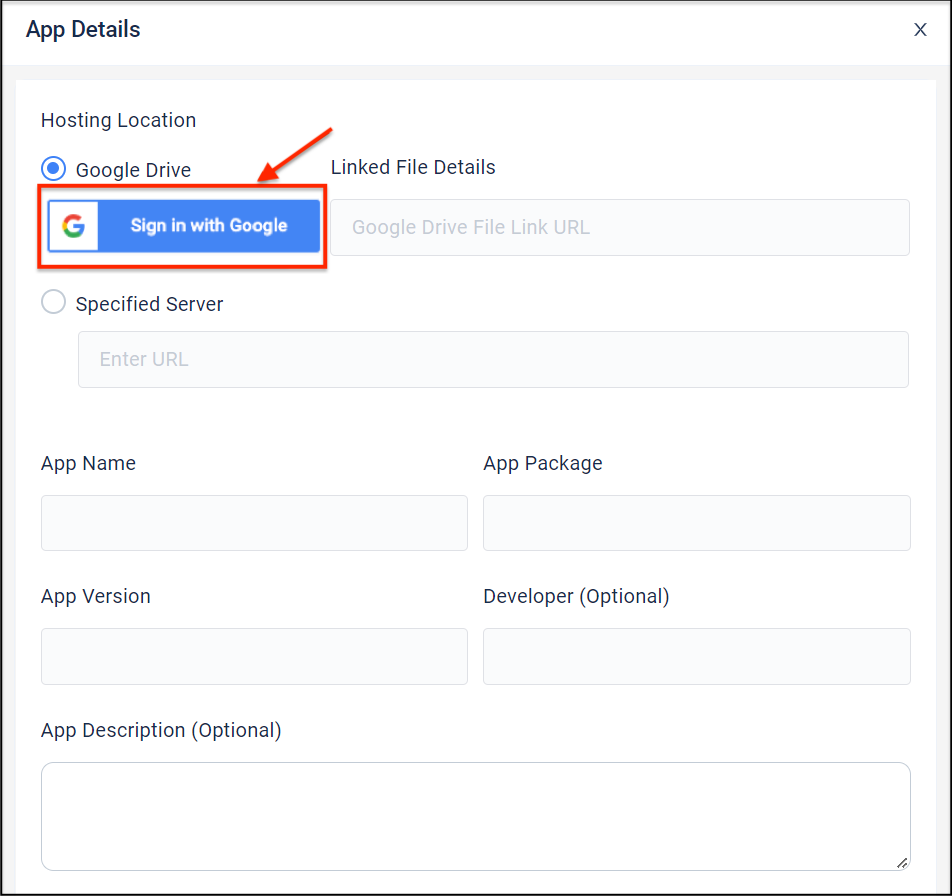 App Details
X
Hosting Location
Google Drive
Linked File Details
Sign in with Google
Google Drive File Link URL
Specified Server
Enter URL
App Name
App Package
App Version
Developer (Optional)
App Description (Optional)